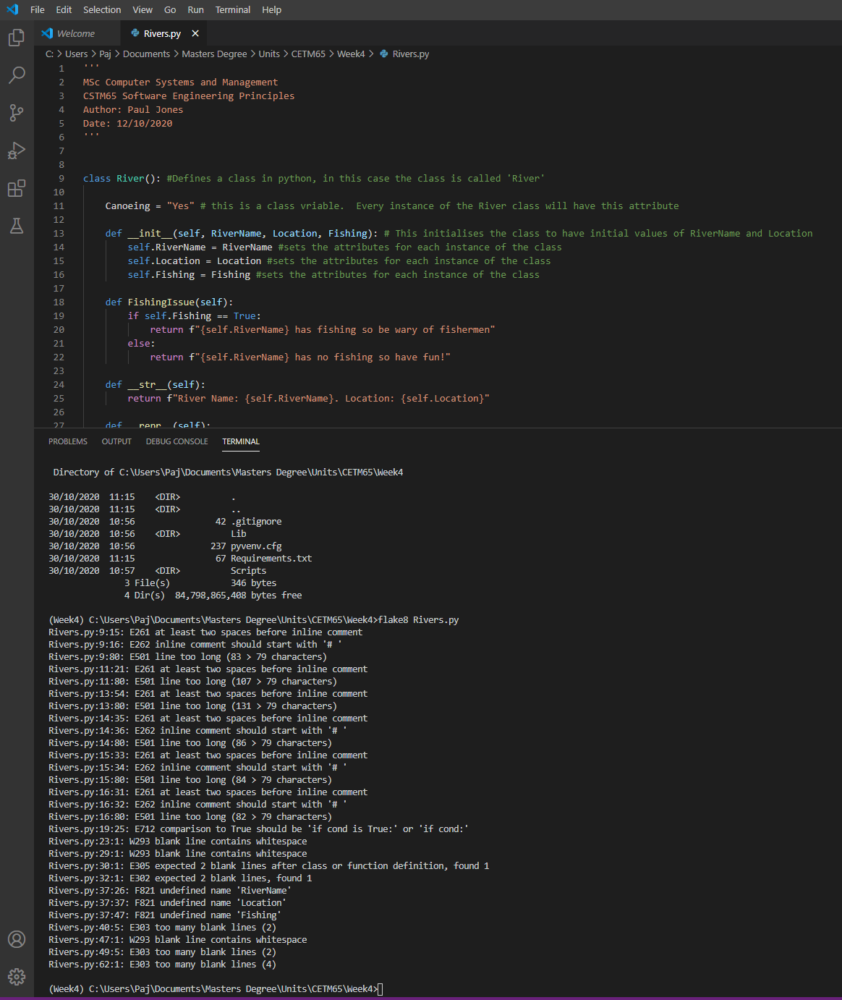 File Edit Selection View Go Run Terminal Help
Welcome Rivers.py ×
C: > Users > Paj > Documents > Masters Degree > Units > CETM65 > Week4 > Rivers.py
1 '''
2 MSc Computer Systems and Management
3 CSTM65 Software Engineering Principles
4 Author: Paul Jones
5 Date: 12/10/2020
6 '''
7
8
9 class River(): #Defines a class in python, in this case the class is called 'River'
10
11     Canoeing = "Yes" # this is a class vriable.  Every instance of the River class will have this attribute
12
13     def __init__(self, RiverName, Location, Fishing): # This initialises the class to have initial values of RiverName and Location
14         self.RiverName = RiverName #sets the attributes for each instance of the class
15         self.Location = Location #sets the attributes for each instance of the class
16         self.Fishing = Fishing #sets the attributes for each instance of the class
17
18     def FishingIssue(self):
19         if self.Fishing == True:
20             return f"{self.RiverName} has fishing so be wary of fishermen"
21         else:
22             return f"{self.RiverName} has no fishing so have fun!"
23
24     def __str__(self):
25         return f"River Name: {self.RiverName}. Location: {self.Location}"
26
27     def __repr__(self):
PROBLEMS OUTPUT DEBUG CONSOLE TERMINAL
Directory of C:\Users\Paj\Documents\Masters Degree\Units\CETM65\Week4
30/10/2020  11:15    <DIR>          .
30/10/2020  11:15    <DIR>          ..
30/10/2020  10:56                42 .gitignore
30/10/2020  10:56    <DIR>          Lib
30/10/2020  10:56               237 pyvenv.cfg
30/10/2020  11:15                67 Requirements.txt
30/10/2020  10:57    <DIR>          Scripts
3 File(s)            346 bytes
4 Dir(s)  84,798,865,408 bytes free
(Week4) C:\Users\Paj\Documents\Masters Degree\Units\CETM65\Week4>flake8 Rivers.py
Rivers.py:9:15: E261 at least two spaces before inline comment
Rivers.py:9:16: E262 inline comment should start with '# '
Rivers.py:9:80: E501 line too long (83 > 79 characters)
Rivers.py:11:21: E261 at least two spaces before inline comment
Rivers.py:11:80: E501 line too long (107 > 79 characters)
Rivers.py:13:54: E261 at least two spaces before inline comment
Rivers.py:13:80: E501 line too long (131 > 79 characters)
Rivers.py:14:35: E261 at least two spaces before inline comment
Rivers.py:14:36: E262 inline comment should start with '# '
Rivers.py:14:80: E501 line too long (86 > 79 characters)
Rivers.py:15:33: E261 at least two spaces before inline comment
Rivers.py:15:34: E262 inline comment should start with '# '
Rivers.py:15:80: E501 line too long (84 > 79 characters)
Rivers.py:16:31: E261 at least two spaces before inline comment
Rivers.py:16:32: E262 inline comment should start with '# '
Rivers.py:16:80: E501 line too long (82 > 79 characters)
Rivers.py:19:25: E712 comparison to True should be 'if cond is True:' or 'if cond:'
Rivers.py:23:1: W293 blank line contains whitespace
Rivers.py:29:1: W293 blank line contains whitespace
Rivers.py:30:1: E305 expected 2 blank lines after class or function definition, found 1
Rivers.py:32:1: E302 expected 2 blank lines, found 1
Rivers.py:37:26: F821 undefined name 'RiverName'
Rivers.py:37:37: F821 undefined name 'Location'
Rivers.py:37:47: F821 undefined name 'Fishing'
Rivers.py:40:5: E303 too many blank lines (2)
Rivers.py:47:1: W293 blank line contains whitespace
Rivers.py:49:5: E303 too many blank lines (2)
Rivers.py:62:1: E303 too many blank lines (4)
(Week4) C:\Users\Paj\Documents\Masters Degree\Units\CETM65\Week4>